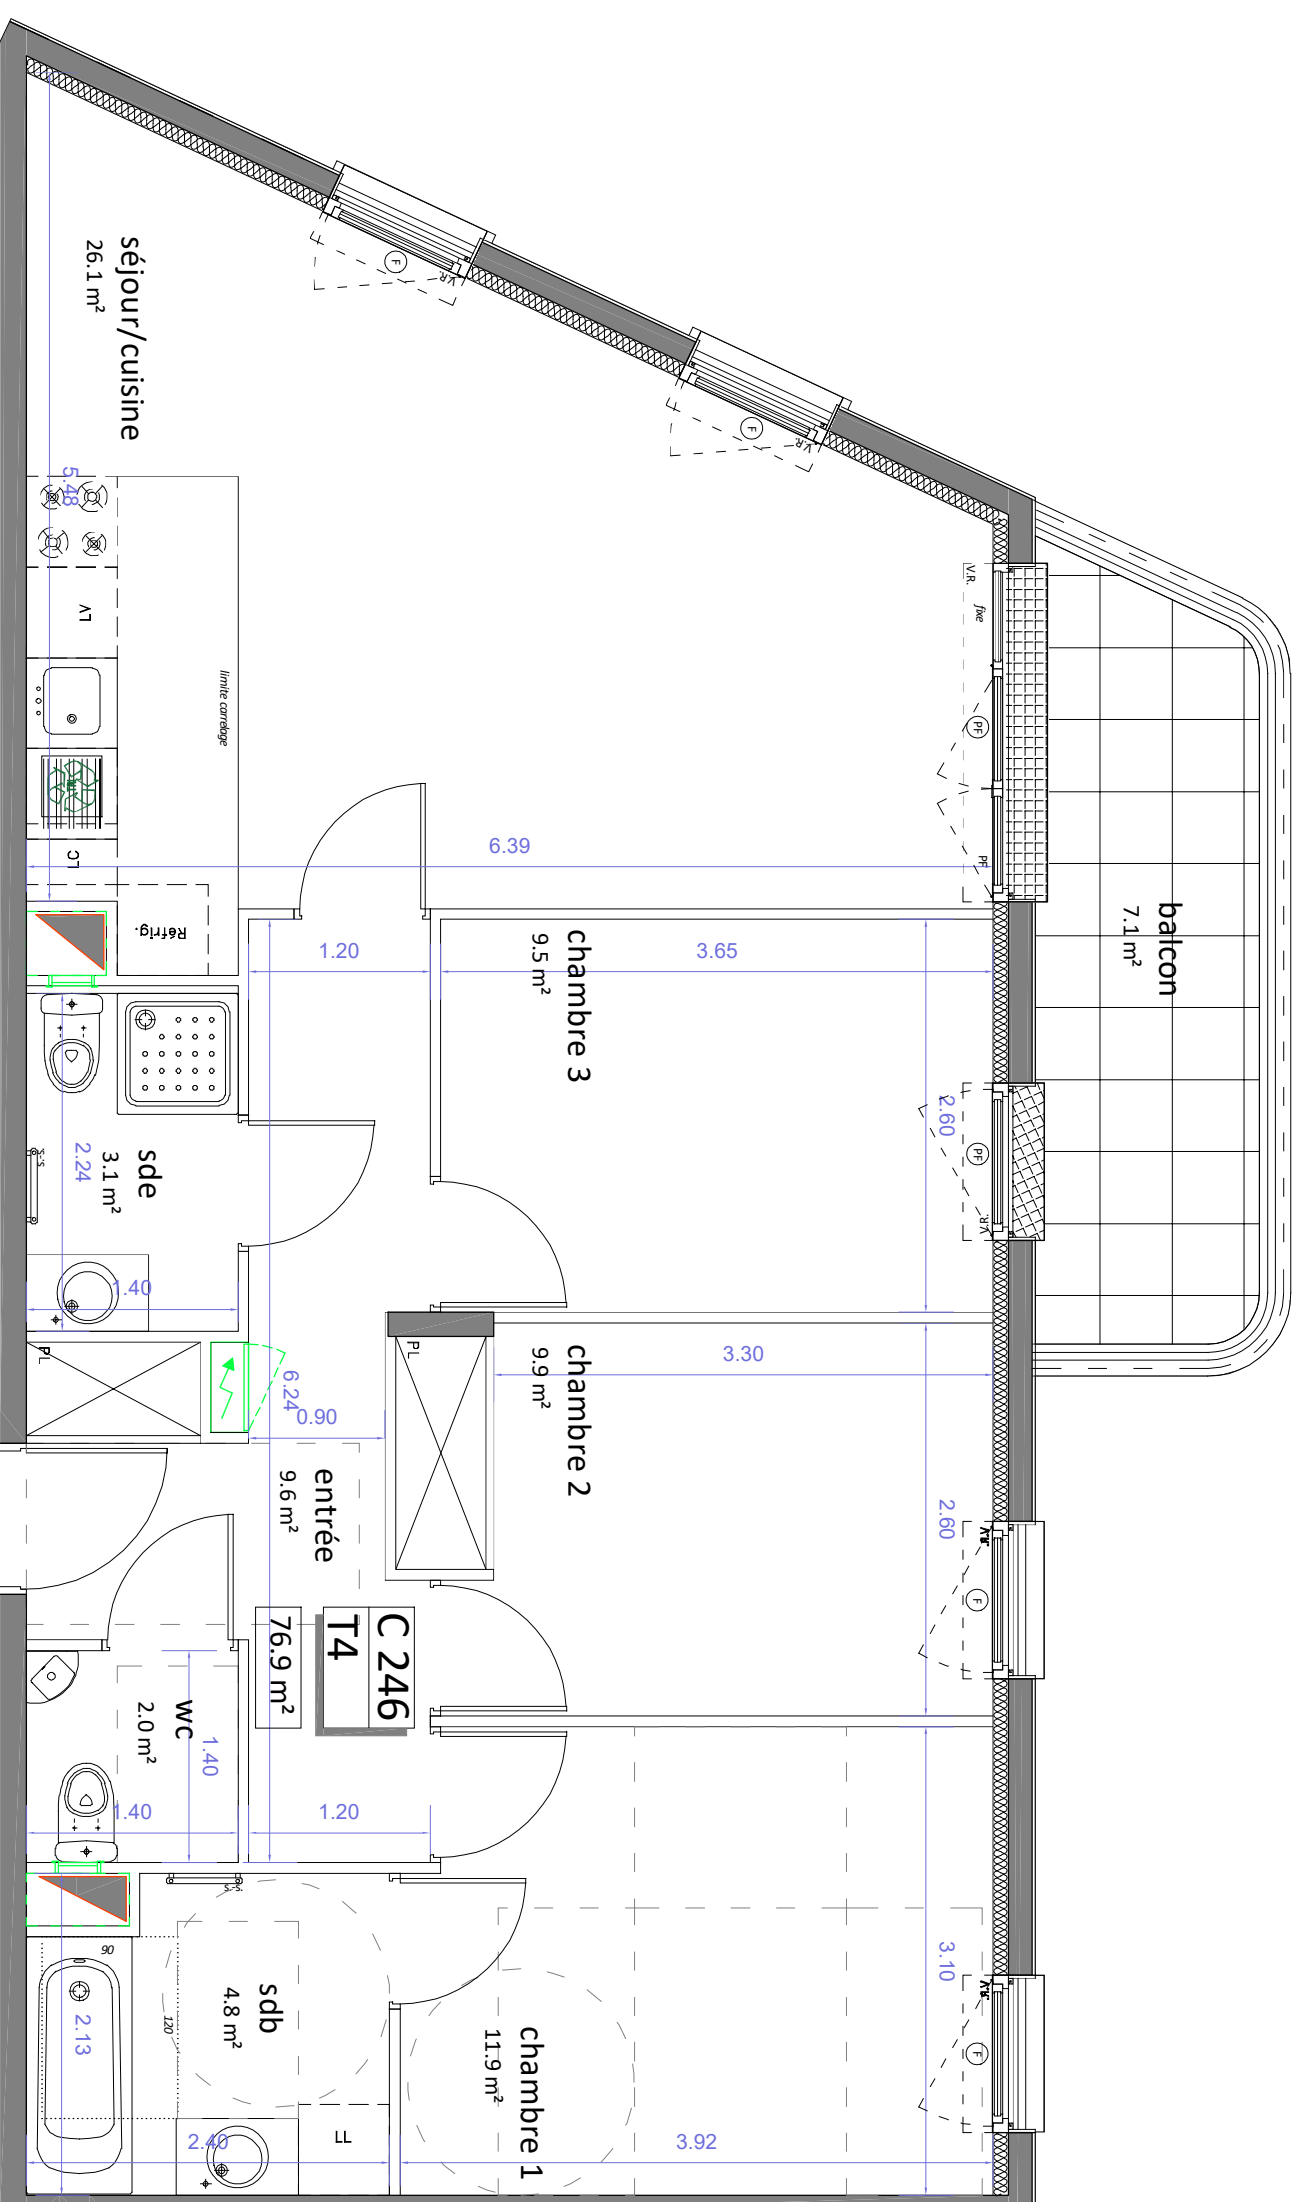 séjour/cuisine
26.1 m²
5.48
LV
LC
Réfrig.
limite carrelage
6.39
F
V.R.
F
V.R.
V.R.
fixe
PF
PF
balcon
7.1 m²
1.20
3.65
chambre 3
9.5 m²
2.60
PF
V.R.
sde
3.1 m²
2.24
1.40
S.-S.
PL
PL
6.24
0.90
chambre 2
9.9 m²
3.30
2.60
V.R.
F
entrée
9.6 m²
C 246
T4
76.9 m²
wc
2.0 m²
1.40
1.40
1.20
S.-S.
sdb
4.8 m²
90
120
2.13
2.40
LL
chambre 1
11.9 m²
3.92
3.10
V.R.
F